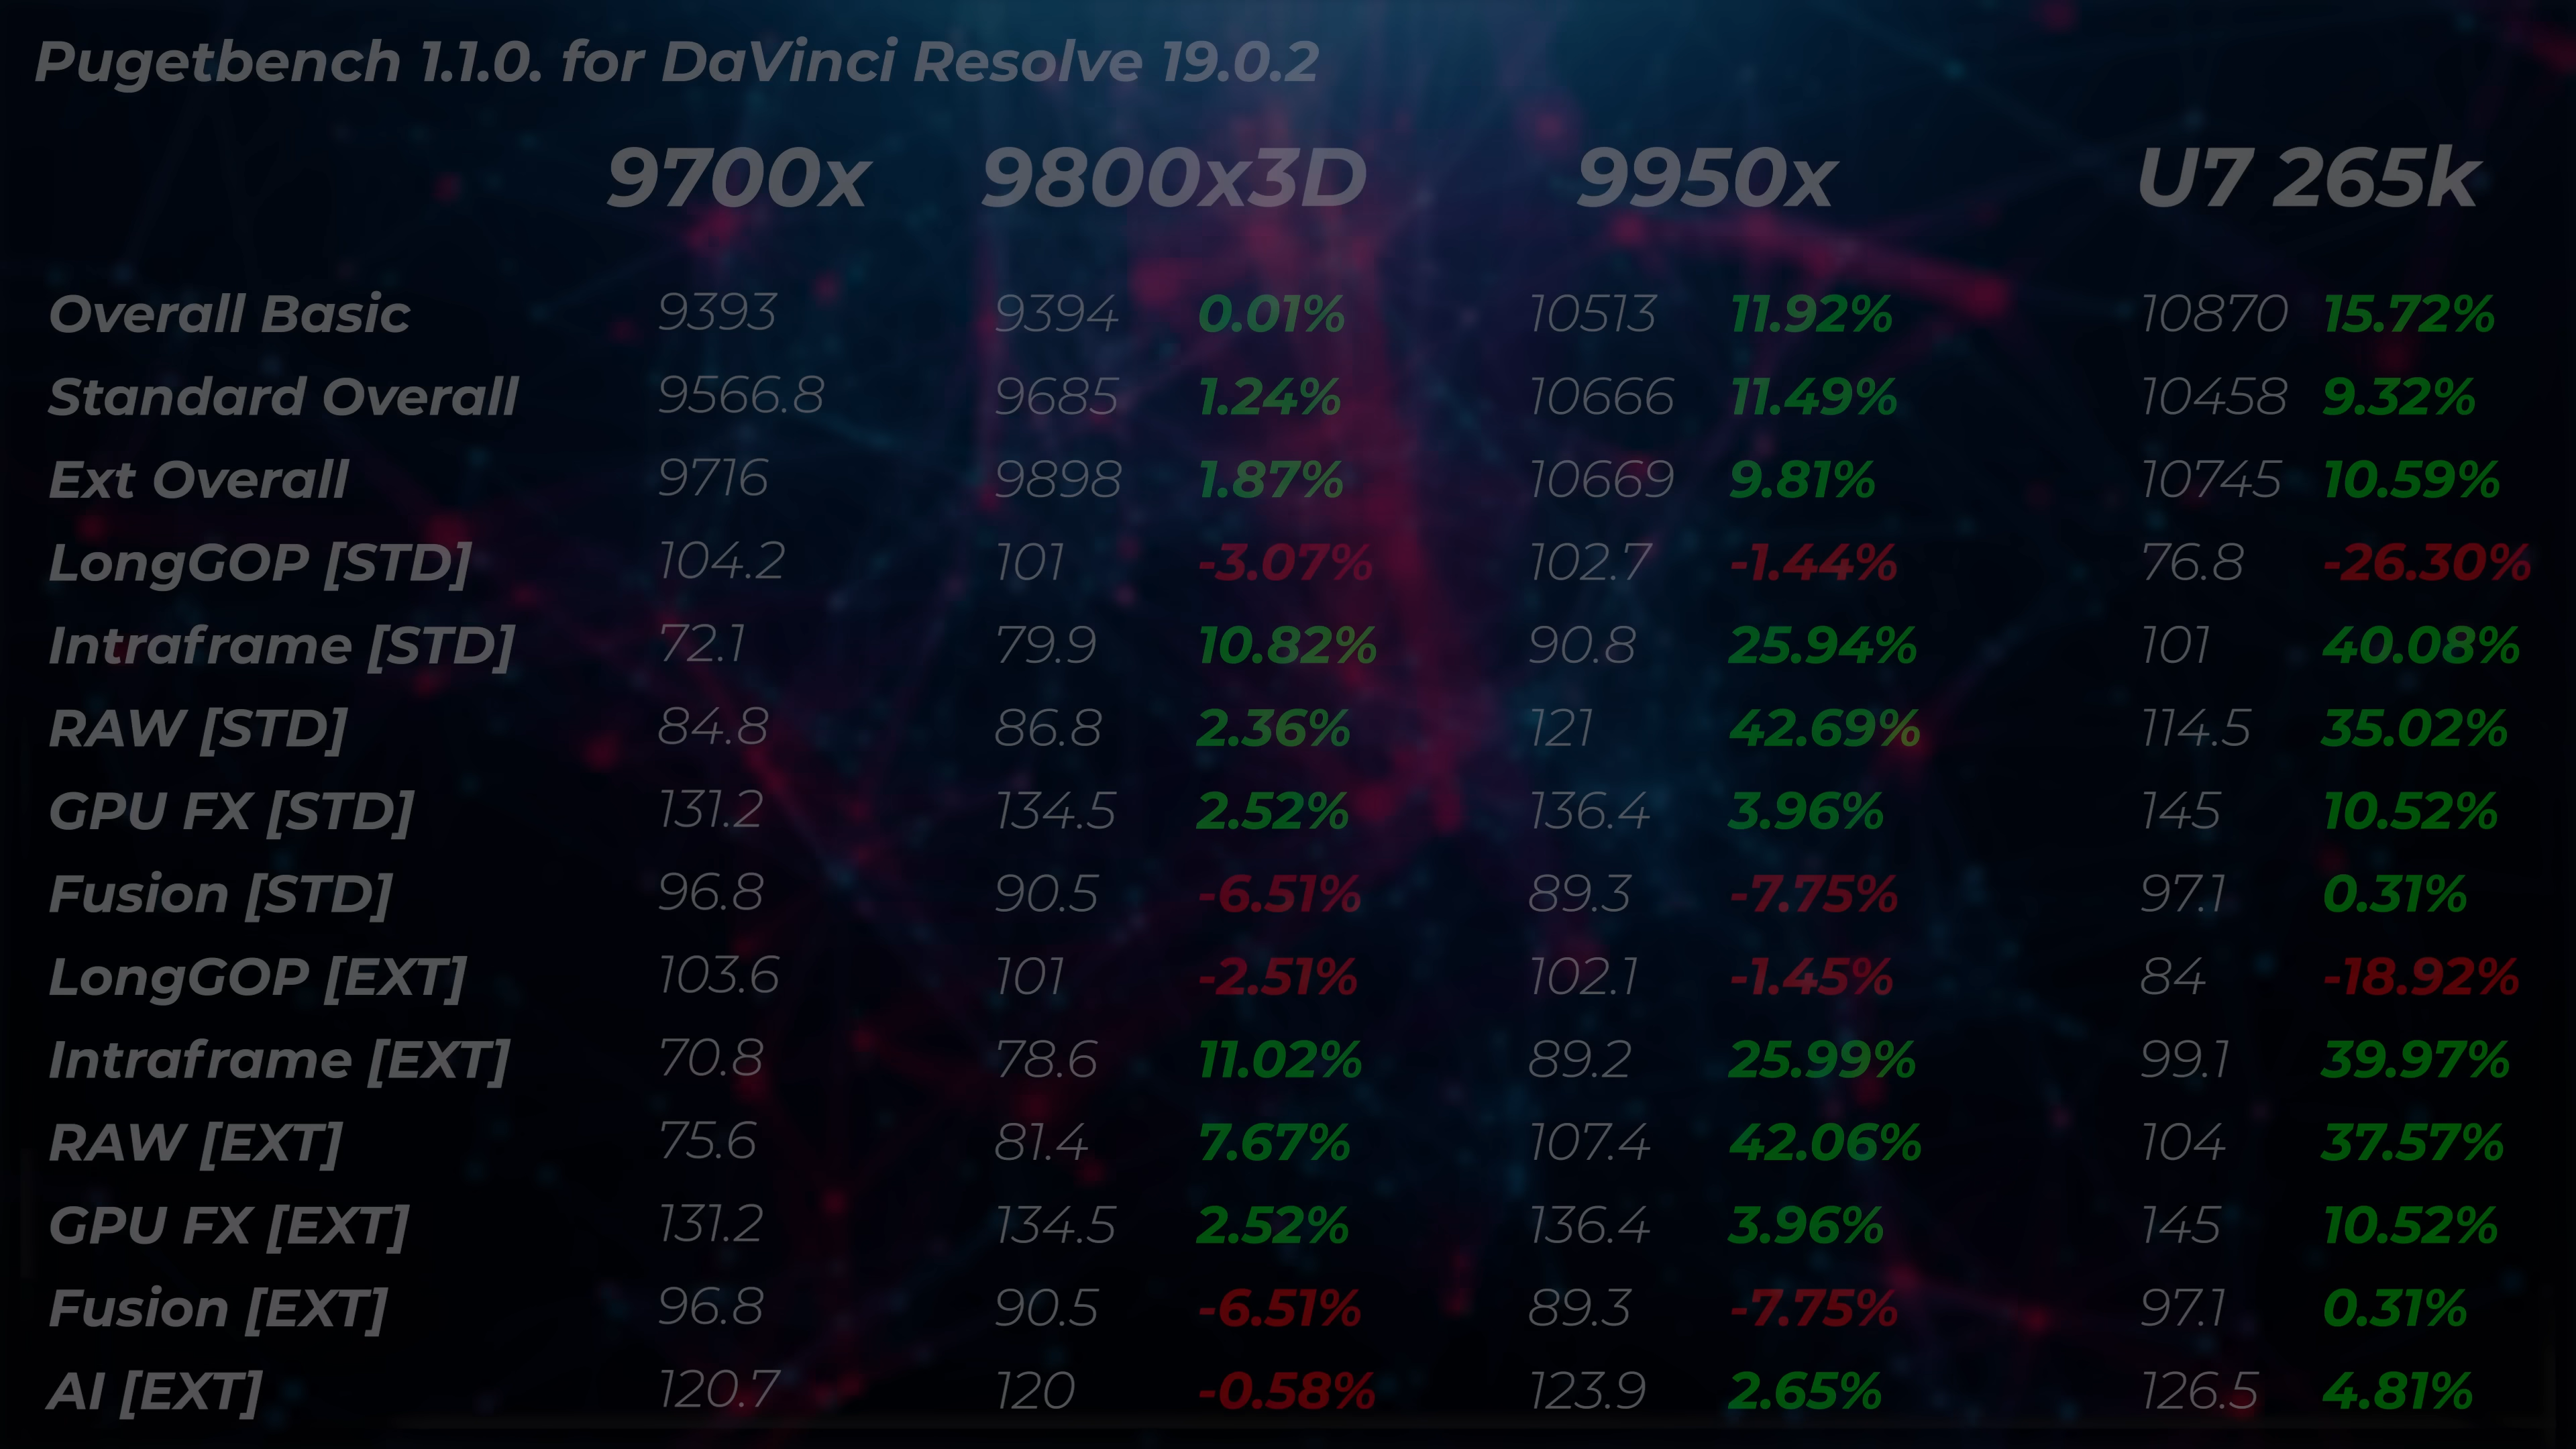 Pugetbench 1.1.0. for DaVinci Resolve 19.0.2
9700x 9800x3D 9950x U7 265k
Overall Basic 9393 9394 0.01% 10513 11.92% 10870 15.72%
Standard Overall 9566.8 9685 1.24% 10666 11.49% 10458 9.32%
Ext Overall 9716 9898 1.87% 10669 9.81% 10745 10.59%
LongGOP [STD] 104.2 101 -3.07% 102.7 -1.44% 76.8 -26.30%
Intraframe [STD] 72.1 79.9 10.82% 90.8 25.94% 101 40.08%
RAW [STD] 84.8 86.8 2.36% 121 42.69% 114.5 35.02%
GPU FX [STD] 131.2 134.5 2.52% 136.4 3.96% 145 10.52%
Fusion [STD] 96.8 90.5 -6.51% 89.3 -7.75% 97.1 0.31%
LongGOP [EXT] 103.6 101 -2.51% 102.1 -1.45% 84 -18.92%
Intraframe [EXT] 70.8 78.6 11.02% 89.2 25.99% 99.1 39.97%
RAW [EXT] 75.6 81.4 7.67% 107.4 42.06% 104 37.57%
GPU FX [EXT] 131.2 134.5 2.52% 136.4 3.96% 145 10.52%
Fusion [EXT] 96.8 90.5 -6.51% 89.3 -7.75% 97.1 0.31%
AI [EXT] 120.7 120 -0.58% 123.9 2.65% 126.5 4.81%